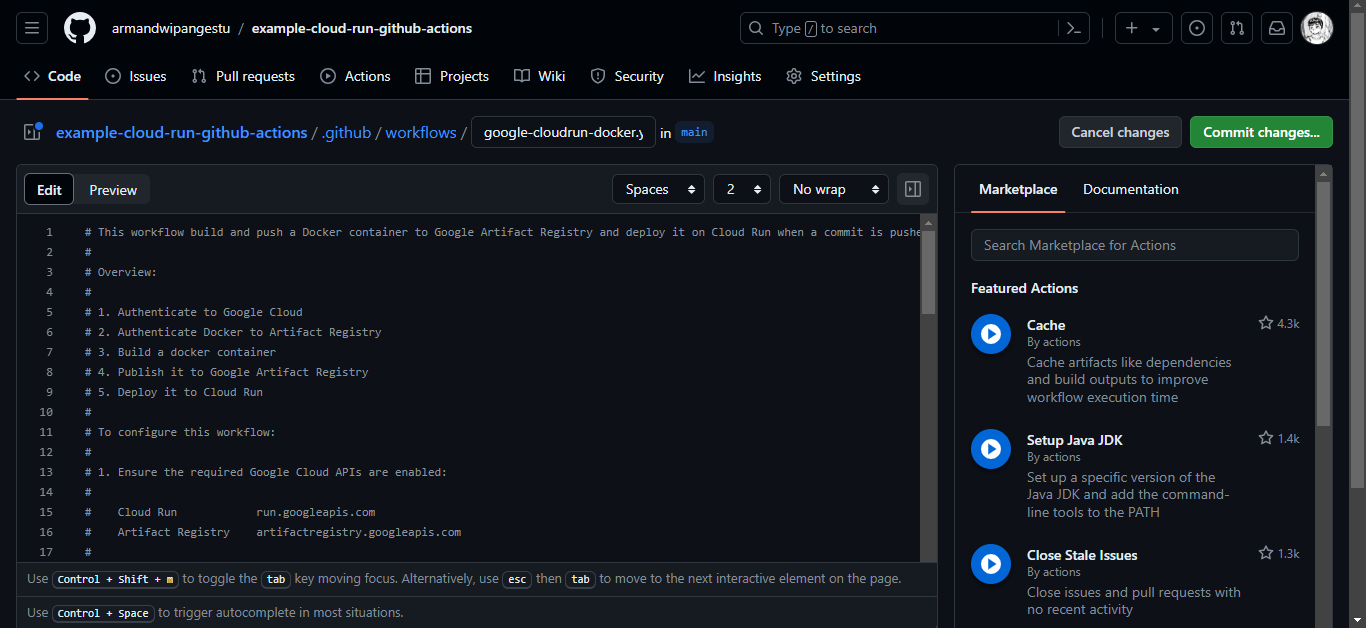 armandwipangestu / example-cloud-run-github-actions
Type / to search
Code Issues Pull requests Actions Projects Wiki Security Insights Settings
example-cloud-run-github-actions / .github / workflows / google-cloudrun-docker.y in main
Cancel changes Commit changes...
Edit Preview
Spaces 2 No wrap
1 # This workflow build and push a Docker container to Google Artifact Registry and deploy it on Cloud Run when a commit is pushe
2 #
3 # Overview:
4 #
5 # 1. Authenticate to Google Cloud
6 # 2. Authenticate Docker to Artifact Registry
7 # 3. Build a docker container
8 # 4. Publish it to Google Artifact Registry
9 # 5. Deploy it to Cloud Run
10 #
11 # To configure this workflow:
12 #
13 # 1. Ensure the required Google Cloud APIs are enabled:
14 #
15 # Cloud Run run.googleapis.com
16 # Artifact Registry artifactregistry.googleapis.com
17 #
Use Control + Shift + m to toggle the tab key moving focus. Alternatively, use esc then tab to move to the next interactive element on the page.
Use Control + Space to trigger autocomplete in most situations.
Marketplace Documentation
Search Marketplace for Actions
Featured Actions
Cache 4.3k
By actions
Cache artifacts like dependencies
and build outputs to improve
workflow execution time
Setup Java JDK 1.4k
By actions
Set up a specific version of the
Java JDK and add the command-
line tools to the PATH
Close Stale Issues 1.3k
By actions
Close issues and pull requests with
no recent activity